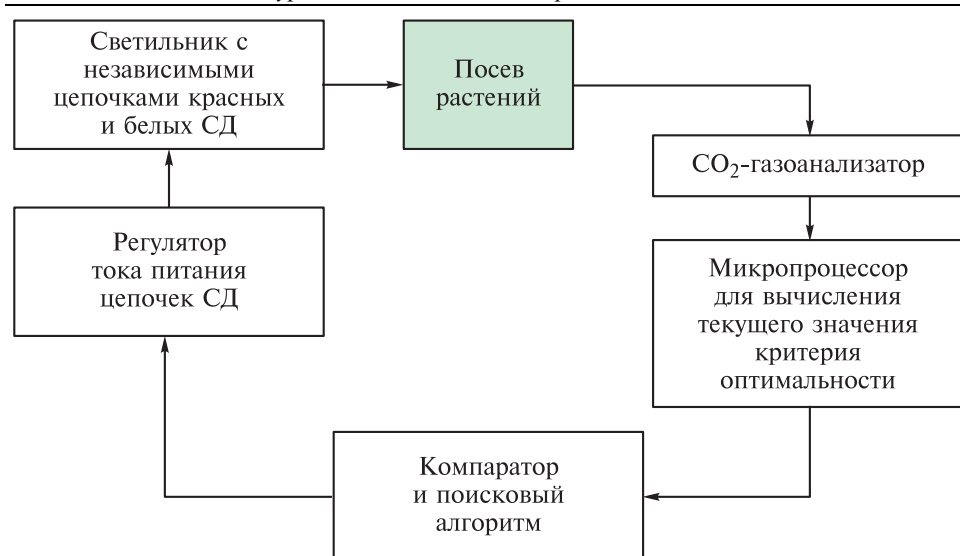 Светильник с
независимыми
цепочками красных
и белых СД
Посев
растений
CO₂-газоанализатор
Регулятор
тока питания
цепочек СД
Микропроцессор
для вычисления
текущего значения
критерия
оптимальности
Компаратор
и поисковый
алгоритм